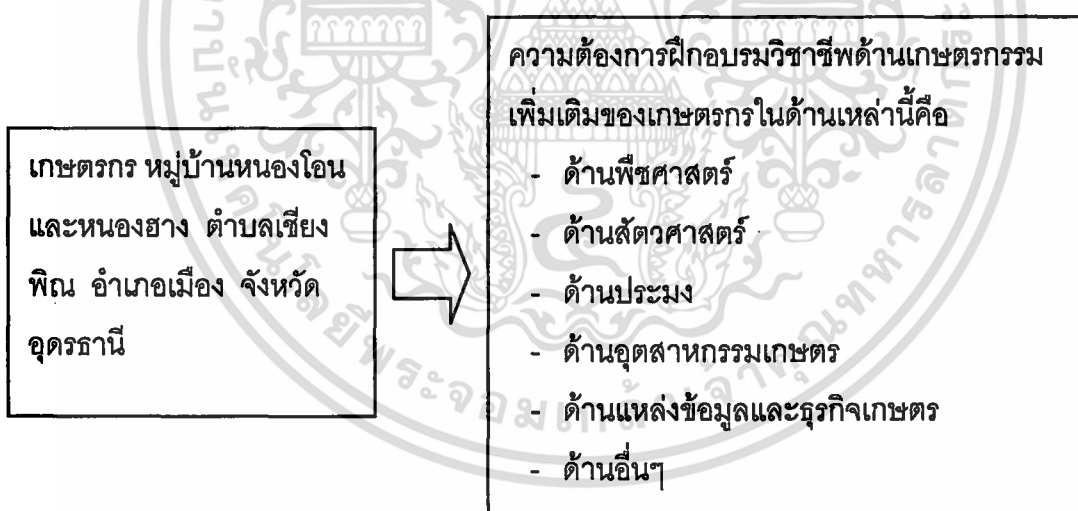 เกษตรกร หมู่บ้านหนองโอน
และหนองฮาง ตำบลเชียง
พิณ อำเภอเมือง จังหวัด
อุดรธานี
ความต้องการฝึกอบรมวิชาชีพด้านเกษตรกรรม
เพิ่มเติมของเกษตรกรในด้านเหล่านี้คือ
- ด้านพืชศาสตร์
- ด้านสัตวศาสตร์
- ด้านประมง
- ด้านอุตสาหกรรมเกษตร
- ด้านแหล่งข้อมูลและธุรกิจเกษตร
- ด้านอื่นๆ